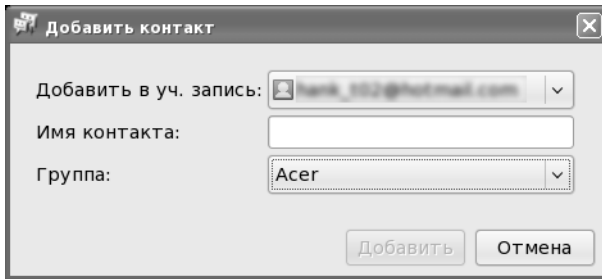 Добавить контакт
Добавить в уч. запись:
Имя контакта:
Группа: Acer
Добавить Отмена